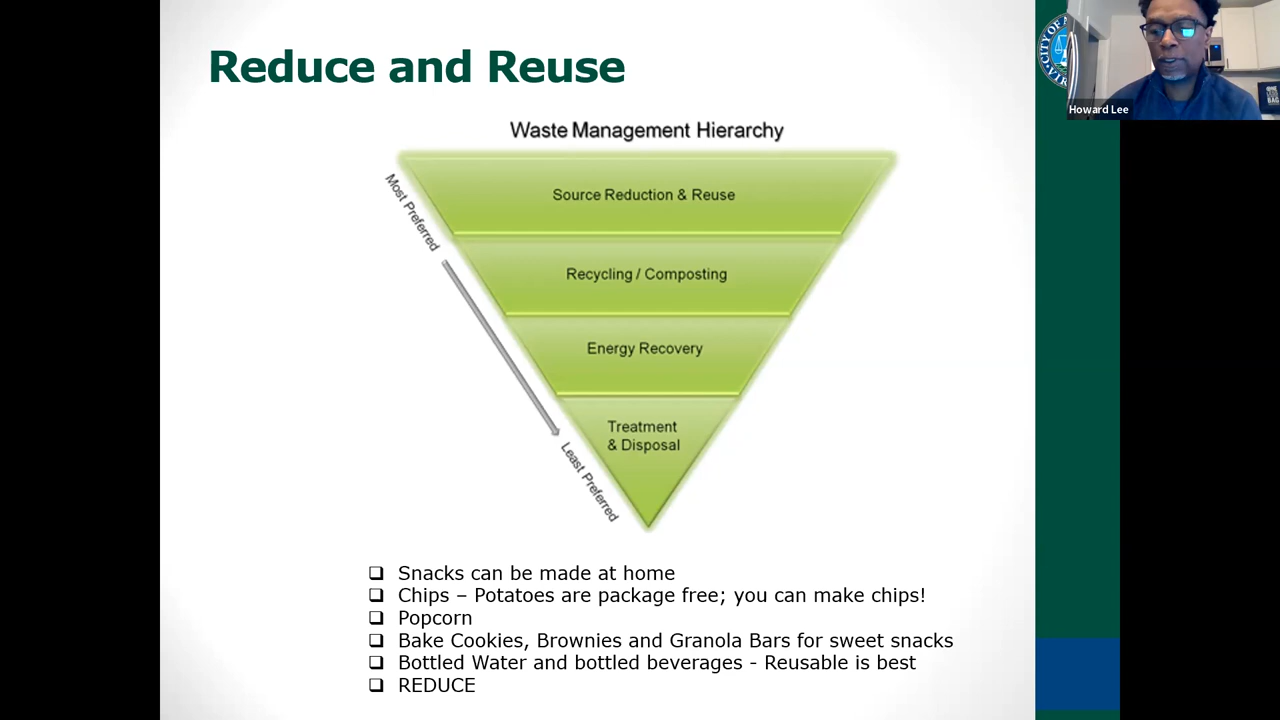 Reduce and Reuse
Waste Management Hierarchy
Most Preferred
Source Reduction & Reuse
Recycling / Composting
Energy Recovery
Treatment
& Disposal
Least Preferred
❑ Snacks can be made at home
❑ Chips – Potatoes are package free; you can make chips!
❑ Popcorn
❑ Bake Cookies, Brownies and Granola Bars for sweet snacks
❑ Bottled Water and bottled beverages - Reusable is best
❑ REDUCE
CITY OF
Howard Lee